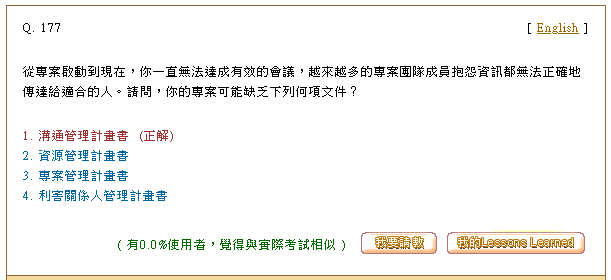 Q. 177 [ English ]
從專案啟動到現在，你一直無法達成有效的會議，越來越多的專案團隊成員抱怨資訊都無法正確地
傳達給適合的人。請問，你的專案可能缺乏下列何項文件？
1. 溝通管理計畫書 (正解)
2. 資源管理計畫書
3. 專案管理計畫書
4. 利害關係人管理計畫書
( 有0.0%使用者，覺得與實際考試相似 ) 我要請教 我的Lessons Learned